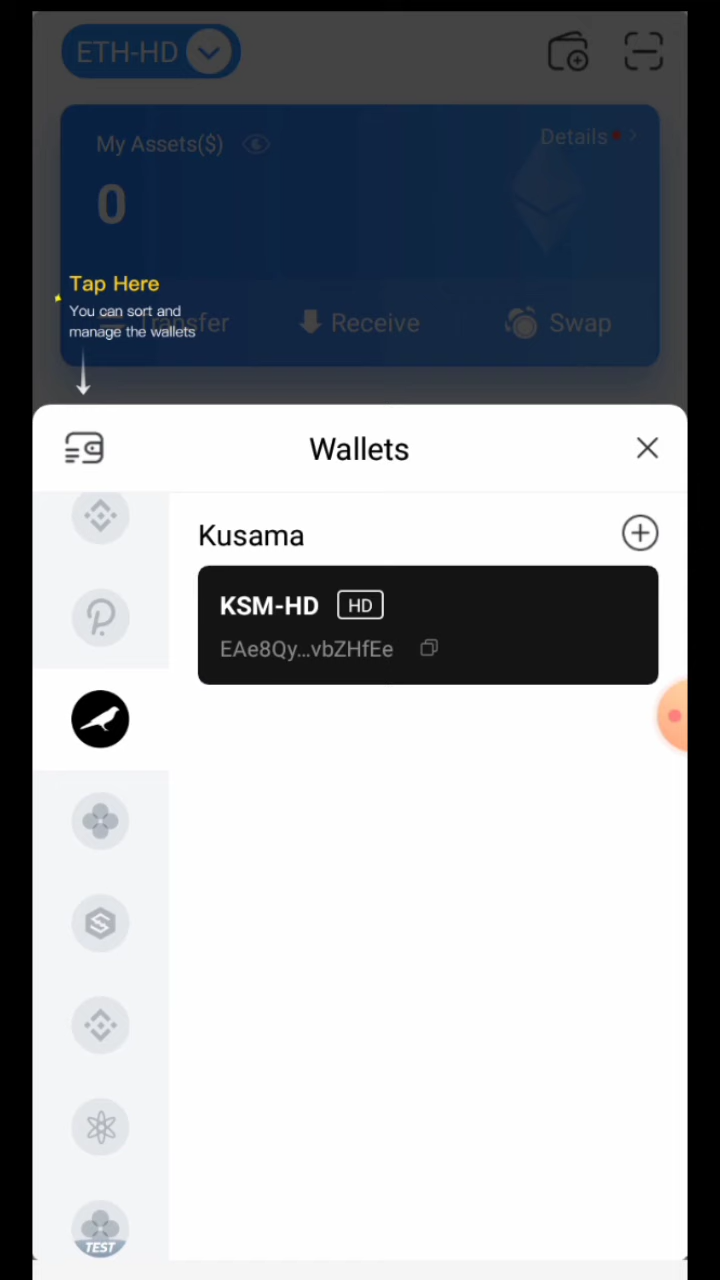 ETH-HD
My Assets($)
Details
0
Tap Here
You can sort and
manage the wallets
Transfer
Receive
Swap
Wallets
Kusama
KSM-HD HD
EAe8Qy...vbZHfEe
TEST